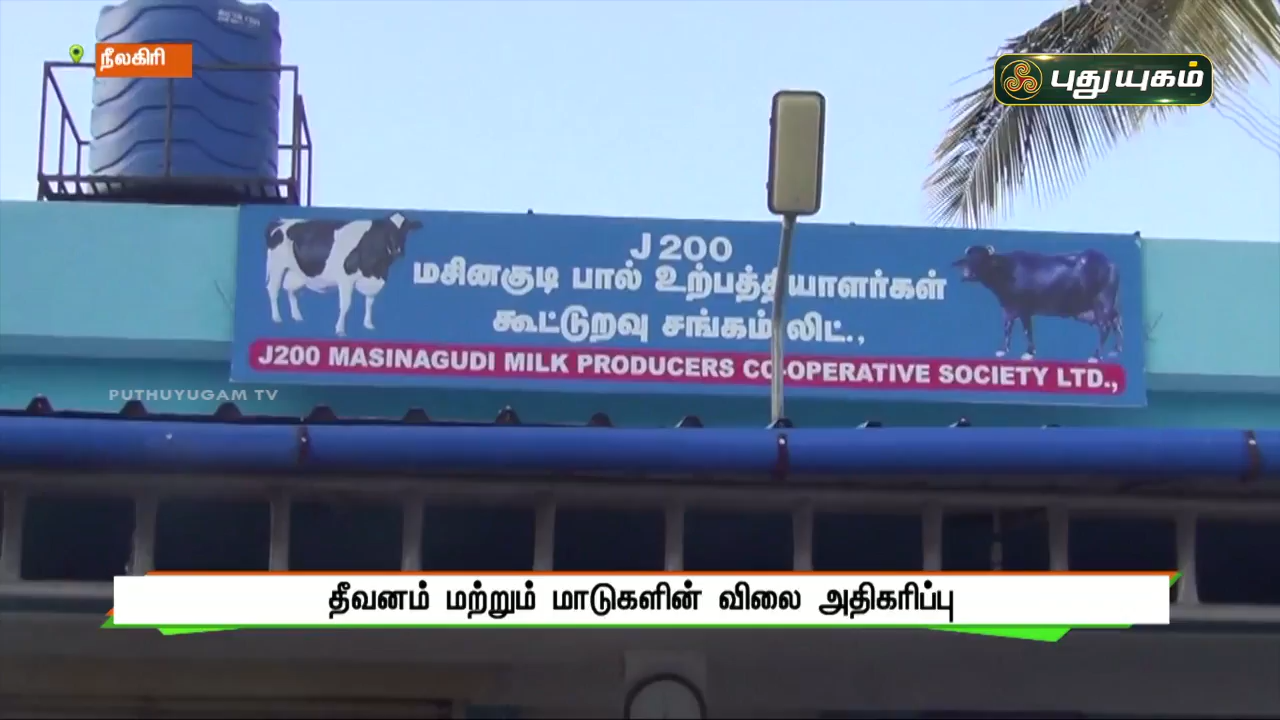 நீலகிரி
புதுயுகம்
J 200
மசினகுடி பால் உற்பத்தியாளர்கள்
கூட்டுறவு சங்கம் லிட்.,
J200 MASINAGUDI MILK PRODUCERS CO-OPERATIVE SOCIETY LTD.,
PUTHUYUGAM TV
தீவனம் மற்றும் மாடுகளின் விலை அதிகரிப்பு